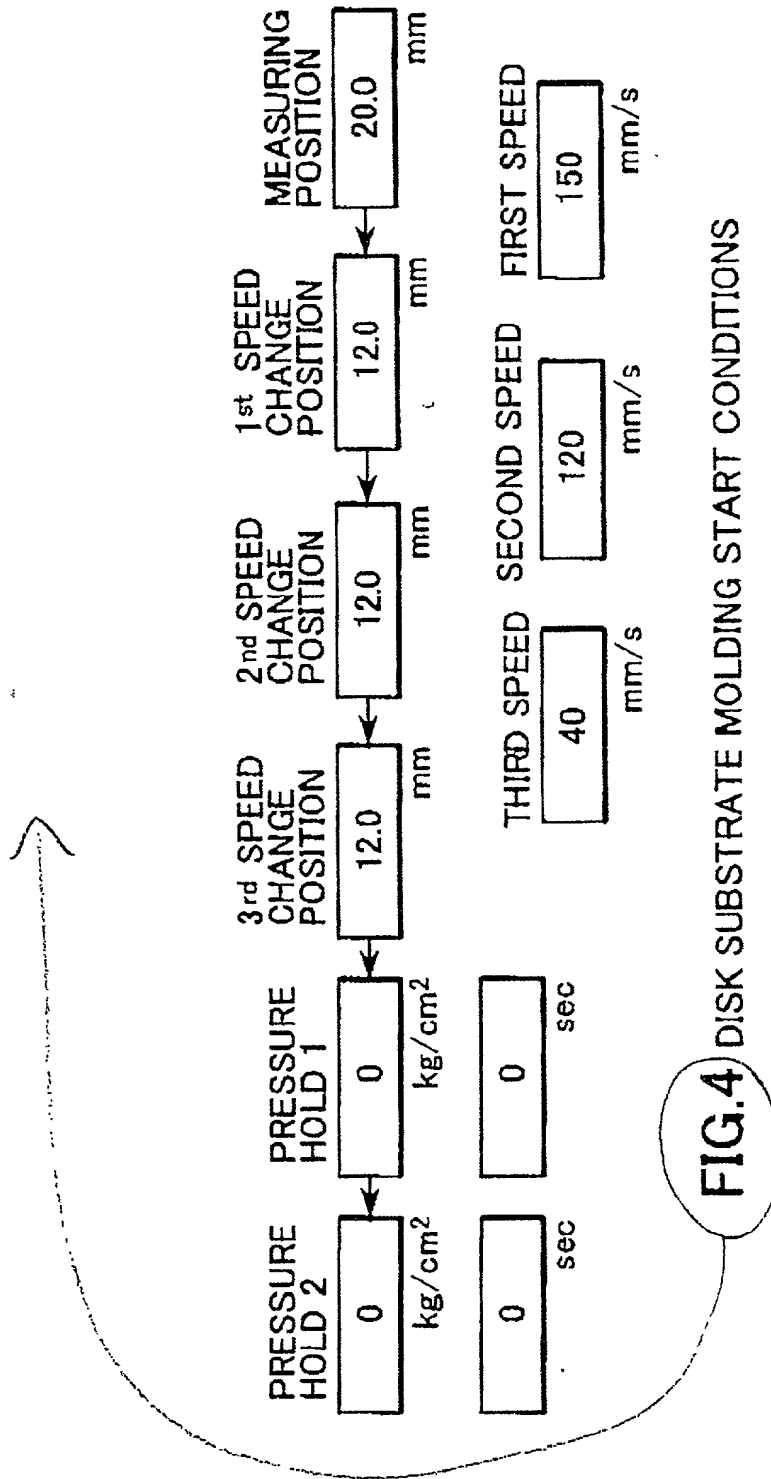 PRESSURE
HOLD 2
0
kg/cm²
0
sec
PRESSURE
HOLD 1
0
kg/cm²
0
sec
3rd SPEED
CHANGE
POSITION
12.0
mm
2nd SPEED
CHANGE
POSITION
12.0
mm
1st SPEED
CHANGE
POSITION
12.0
mm
MEASURING
POSITION
20.0
mm
THIRD SPEED
40
mm/s
SECOND SPEED
120
mm/s
FIRST SPEED
150
mm/s
FIG.4 DISK SUBSTRATE MOLDING START CONDITIONS